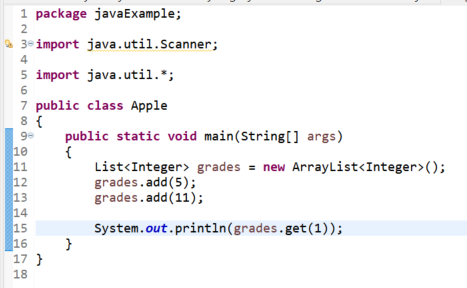 1 package javaExample;
2
3 import java.util.Scanner;
4
5 import java.util.*;
6
7 public class Apple
8 {
9     public static void main(String[] args)
10     {
11         List<Integer> grades = new ArrayList<Integer>();
12         grades.add(5);
13         grades.add(11);
14
15         System.out.println(grades.get(1));
16     }
17 }
18